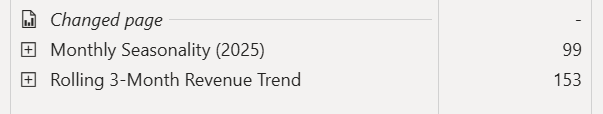 Changed page -
Monthly Seasonality (2025) 99
Rolling 3-Month Revenue Trend 153